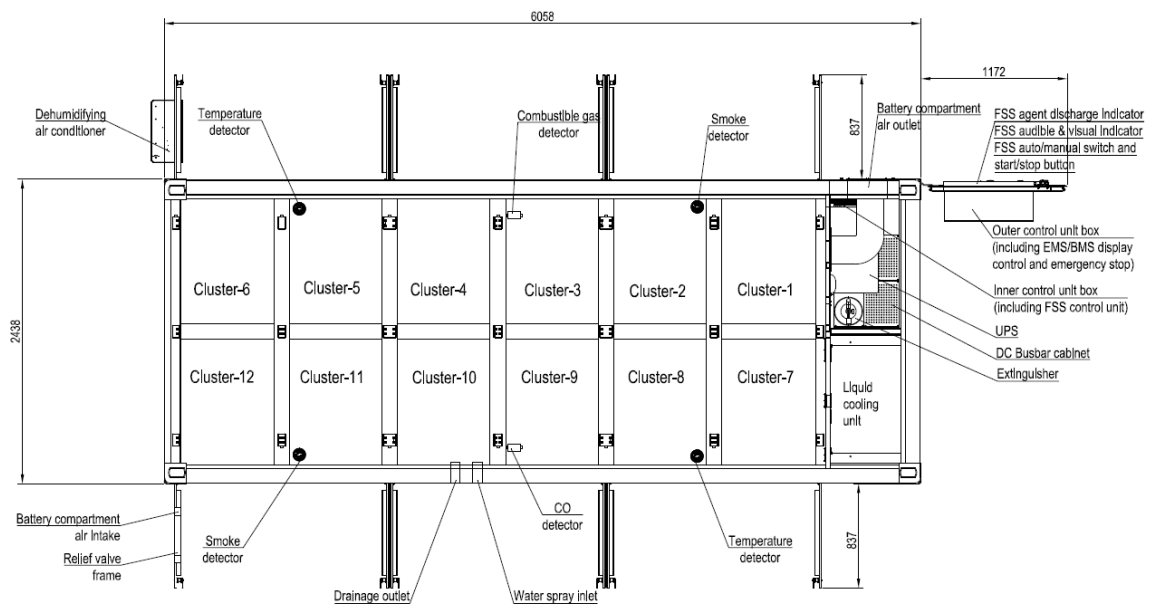 6058
1172
Dehumidifying
air conditioner
Temperature
detector
Combustible gas
detector
Smoke
detector
837
Battery compartment
air outlet
FSS agent discharge indicator
FSS audible & visual indicator
FSS auto/manual switch and
start/stop button
2438
Cluster-6
Cluster-5
Cluster-4
Cluster-3
Cluster-2
Cluster-1
Outer control unit box
(including EMS/BMS display
control and emergency stop)
Inner control unit box
(including FSS control unit)
UPS
DC Busbar cabinet
Extinguisher
Cluster-12
Cluster-11
Cluster-10
Cluster-9
Cluster-8
Cluster-7
Liquid
cooling
unit
Battery compartment
air intake
Relief valve
frame
Smoke
detector
Drainage outlet
Water spray inlet
CO
detector
Temperature
detector
837